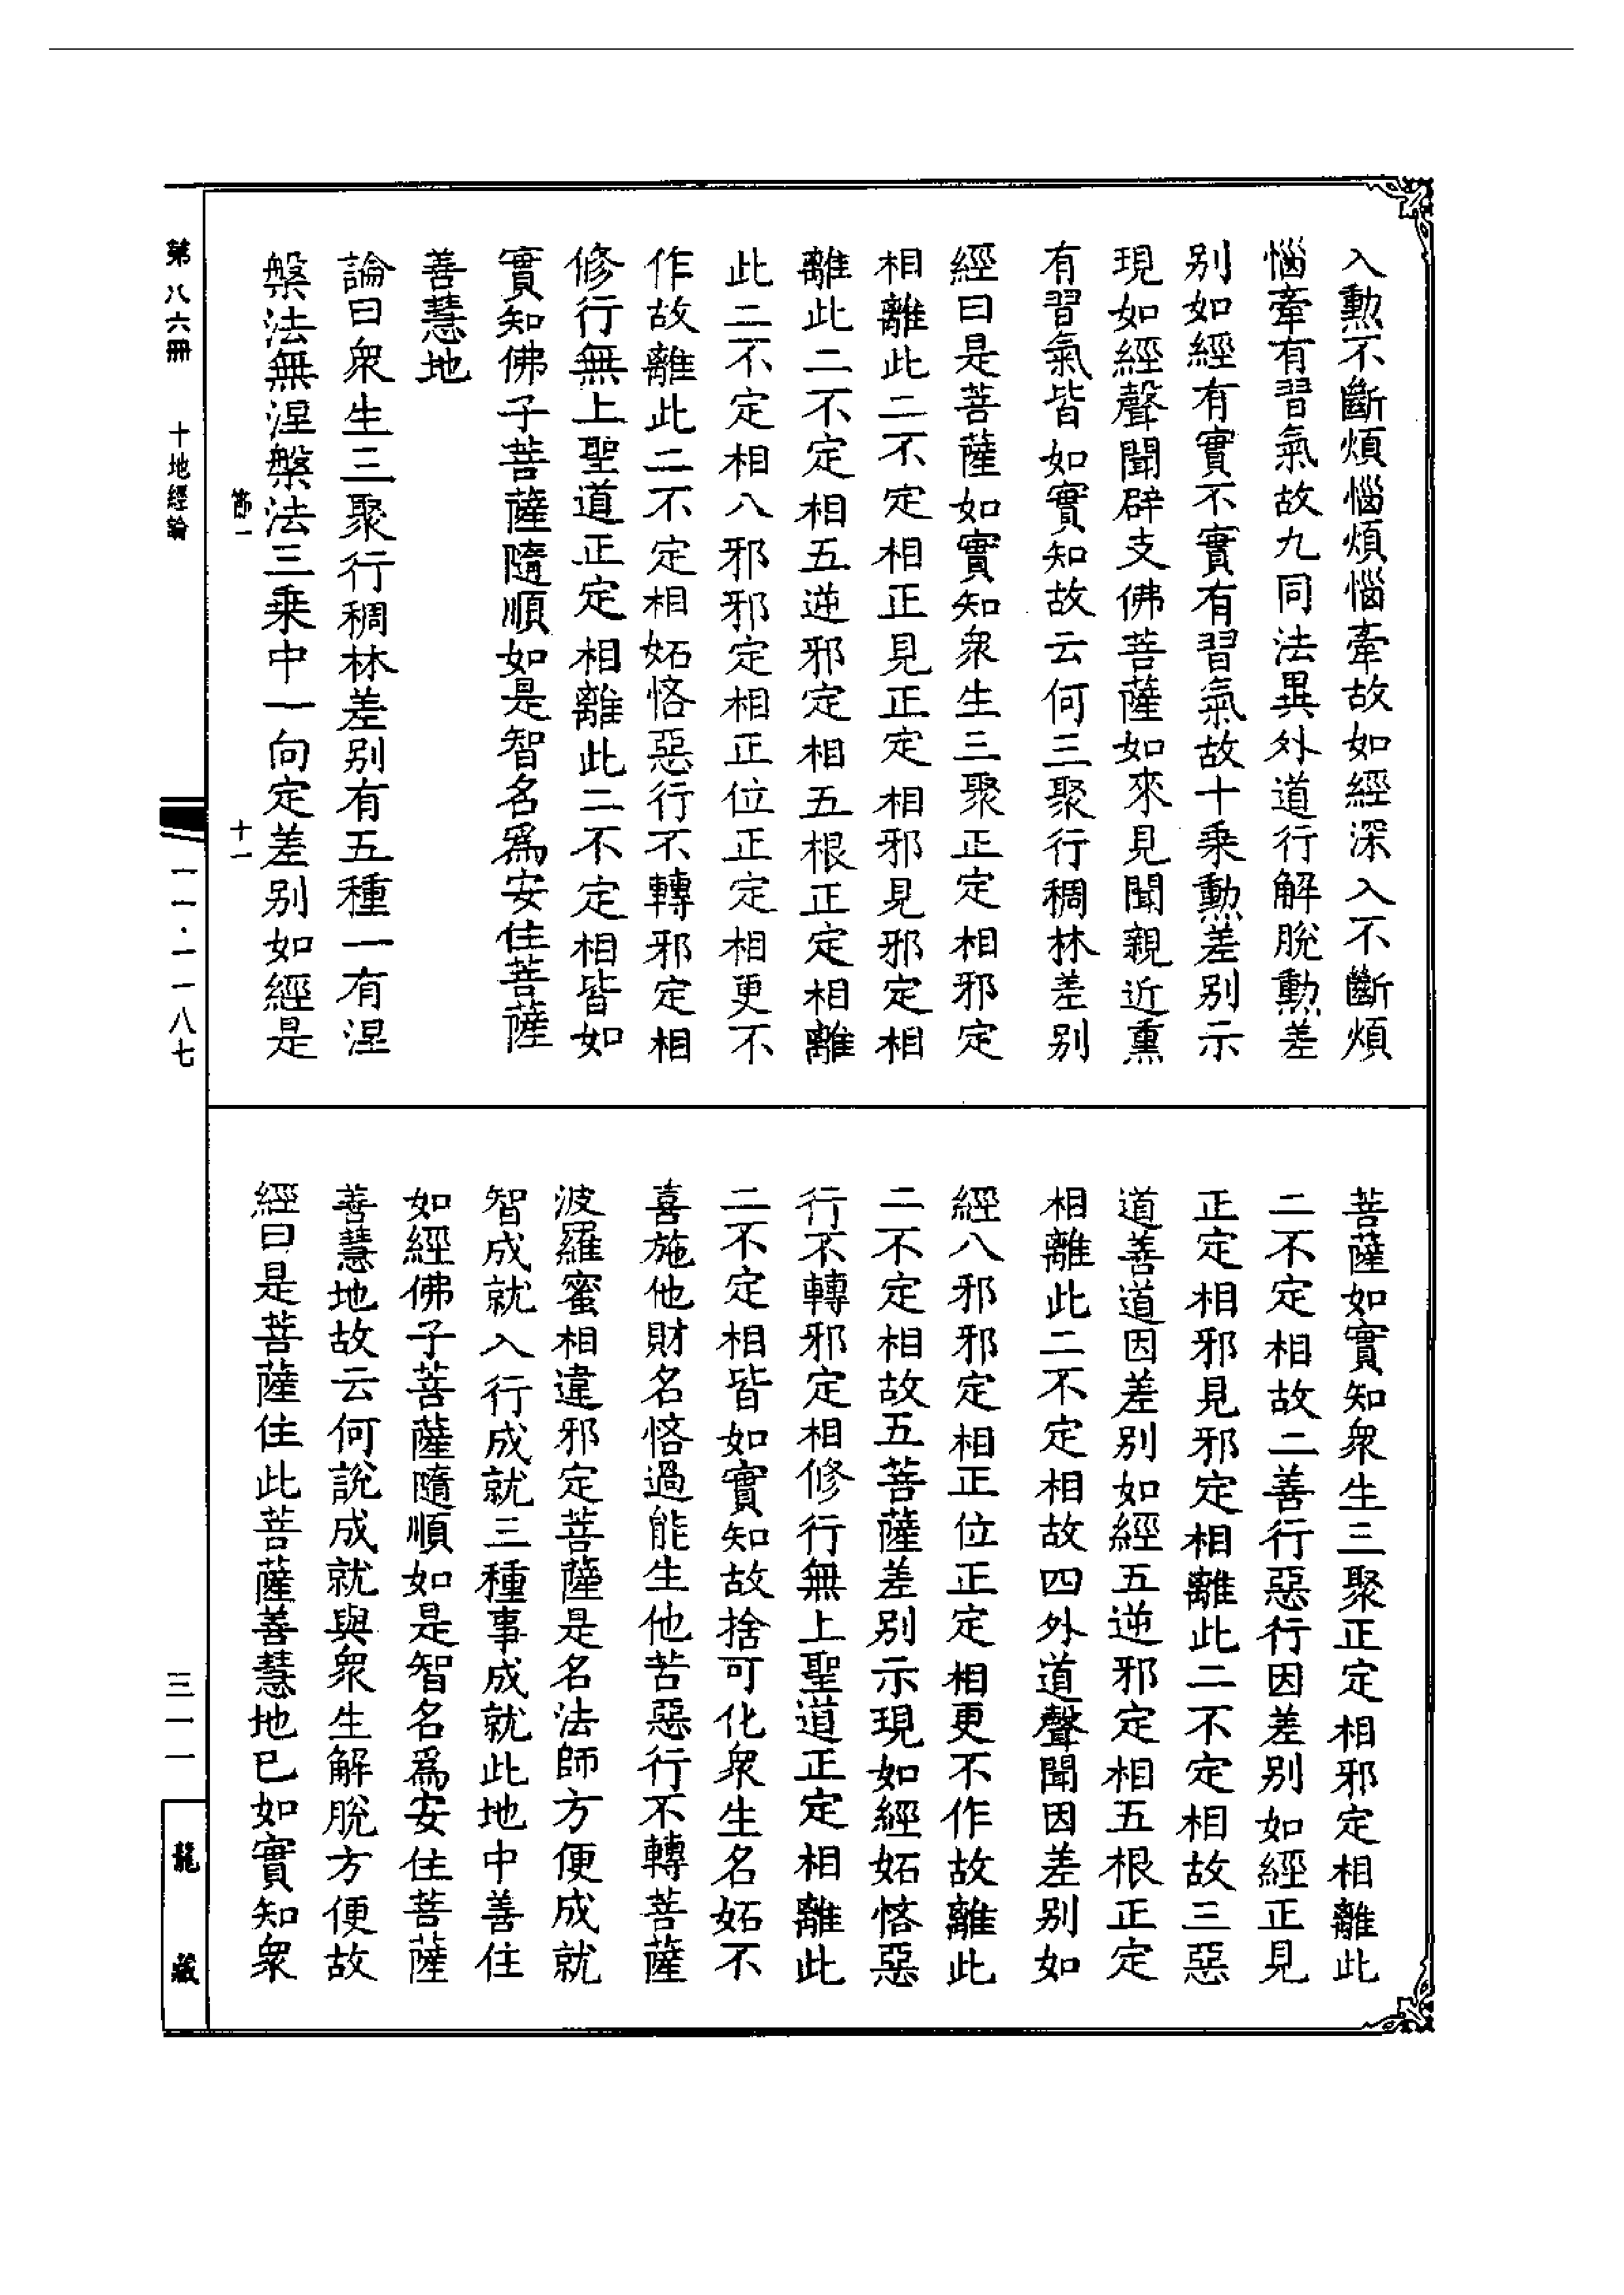 入勳不斷煩惱煩惱牽故如經深入不斷煩
惱牽有習氣故九同法異外道行解脫勳差
別如經有實不實有習氣故十乘勳差別示
現如經聲聞辟支佛菩薩如來見聞親近熏
有習氣皆如實知故云何三聚行稠林差別
經曰是菩薩如實知衆生三聚正定相邪定
相離此二不定相正見正定相邪見邪定相
離此二不定相五逆邪定相五根正定相離
此二不定相八邪邪定相正位正定相更不
作故離此二不定相妬悋惡行不轉邪定相
修行無上聖道正定相離此二不定相皆如
實知佛子菩薩隨順如是智名爲安住菩薩
善慧地
論曰衆生三聚行稠林差別有五種一有涅
槃法無涅槃法三乘中一向定差別如經是
菩薩如實知衆生三聚正定相邪定相離此
二不定相故二善行惡行因差別如經正見
正定相邪見邪定相離此二不定相故三惡
道善道因差別如經五逆邪定相五根正定
相離此二不定相故四外道聲聞因差別如
經八邪邪定相正位正定相更不作故離此
二不定相故五菩薩差別示現如經妬悋惡
行不轉邪定相修行無上聖道正定相離此
二不定相皆如實知故捨可化衆生名妬不
喜施他財名悋過能生他苦惡行不轉菩薩
波羅蜜相違邪定菩薩是名法師方便成就
智成就入行成就三種事成就此地中善住
如經佛子菩薩隨順如是智名爲安住菩薩
善慧地故云何說成就與衆生解脫方便故
經曰是菩薩住此菩薩善慧地已如實知衆
節一
十一
第八六冊
十地經論
一一·一一八七
三一一
龍藏